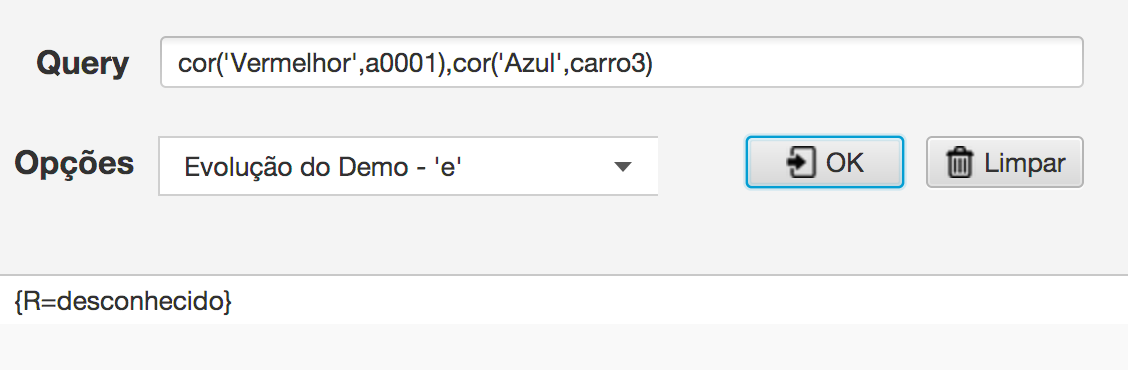 Query cor('Vermelhor',a0001),cor('Azul',carro3)
Opções Evolução do Demo - 'e' OK Limpar
{R=desconhecido}